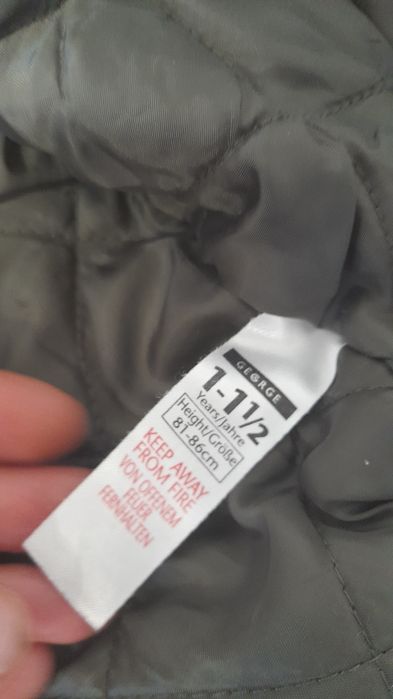 GEORGE
1-1½
Years/Jahre
Height/Größe
81-86cm
KEEP AWAY
FROM FIRE
VON OFFENEM
FEUER
FERNHALTEN